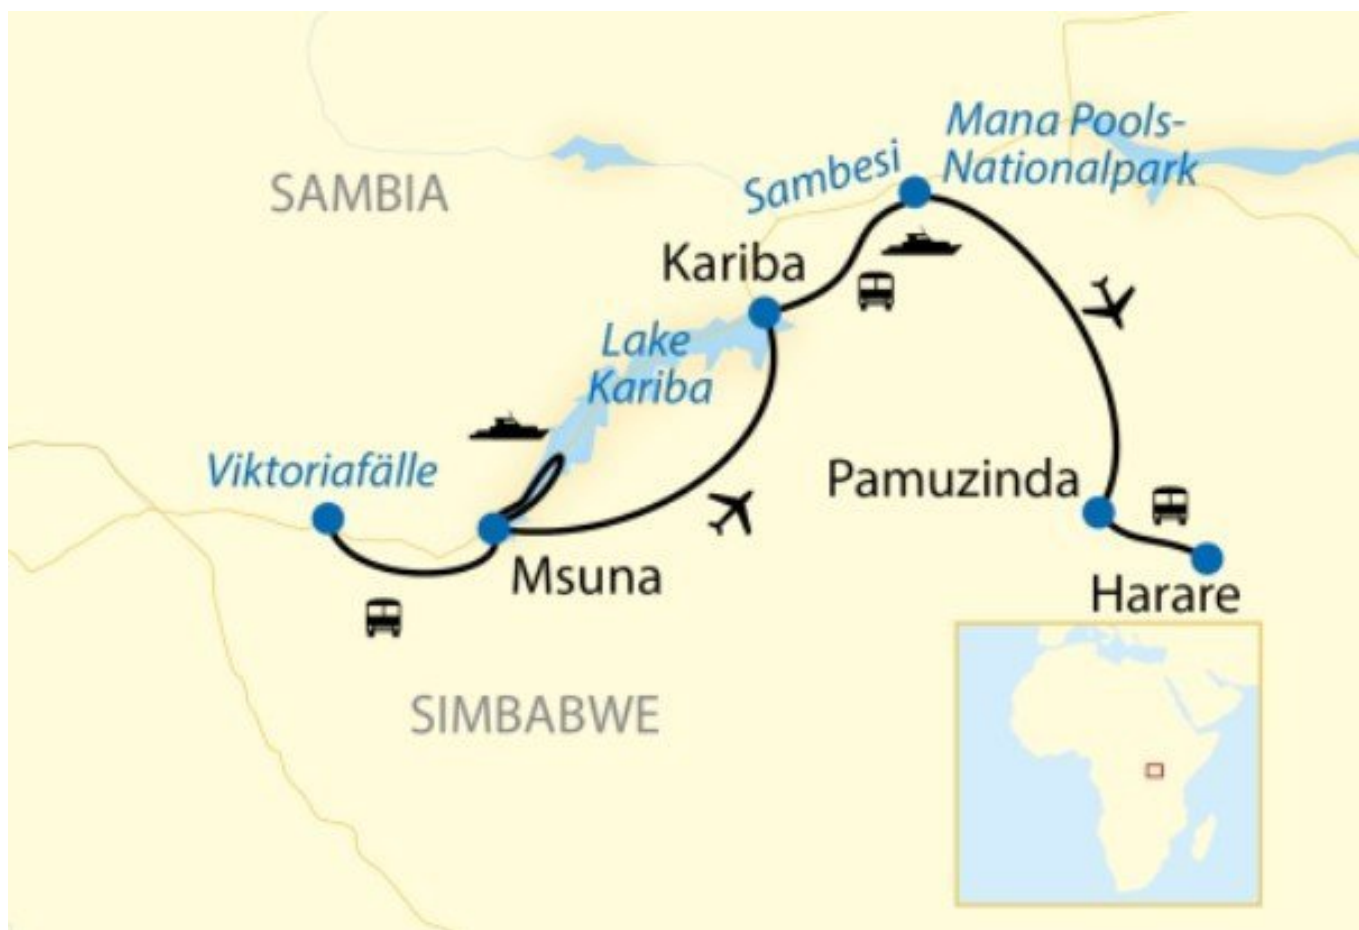 Mana Pools-
Nationalpark
Sambesi
SAMBIA
Kariba
Lake
Kariba
Viktoriafälle
Pamuzinda
Msuna
Harare
SIMBABWE